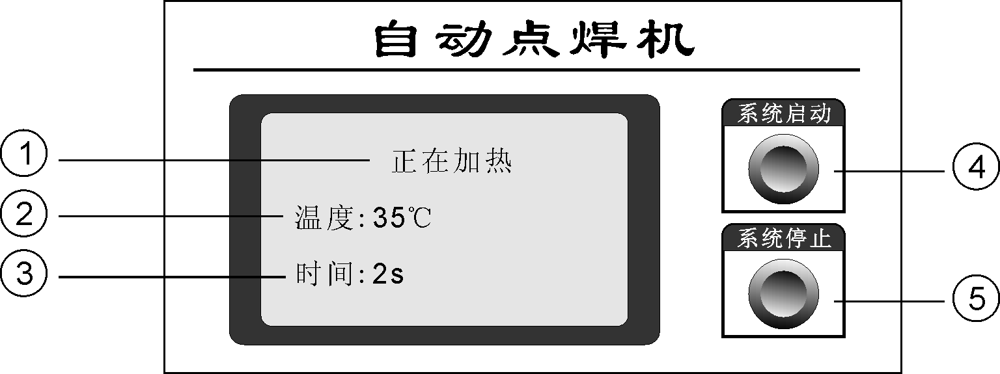 自动点焊机
① 正在加热
② 温度:35℃
③ 时间:2s
系统启动
④
系统停止
⑤